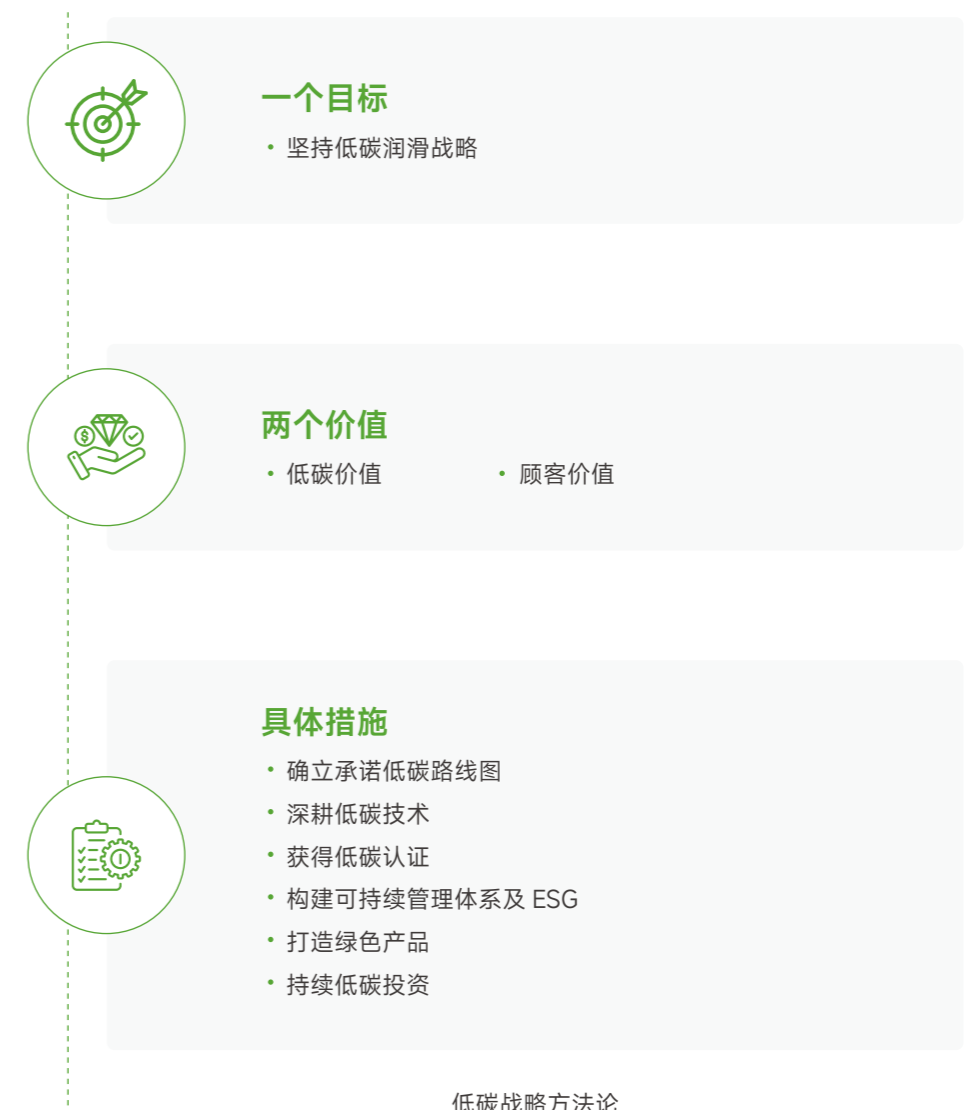 一个目标
• 坚持低碳润滑战略
两个价值
• 低碳价值 • 顾客价值
具体措施
• 确立承诺低碳路线图
• 深耕低碳技术
• 获得低碳认证
• 构建可持续管理体系及 ESG
• 打造绿色产品
• 持续低碳投资
低碳战略方法论